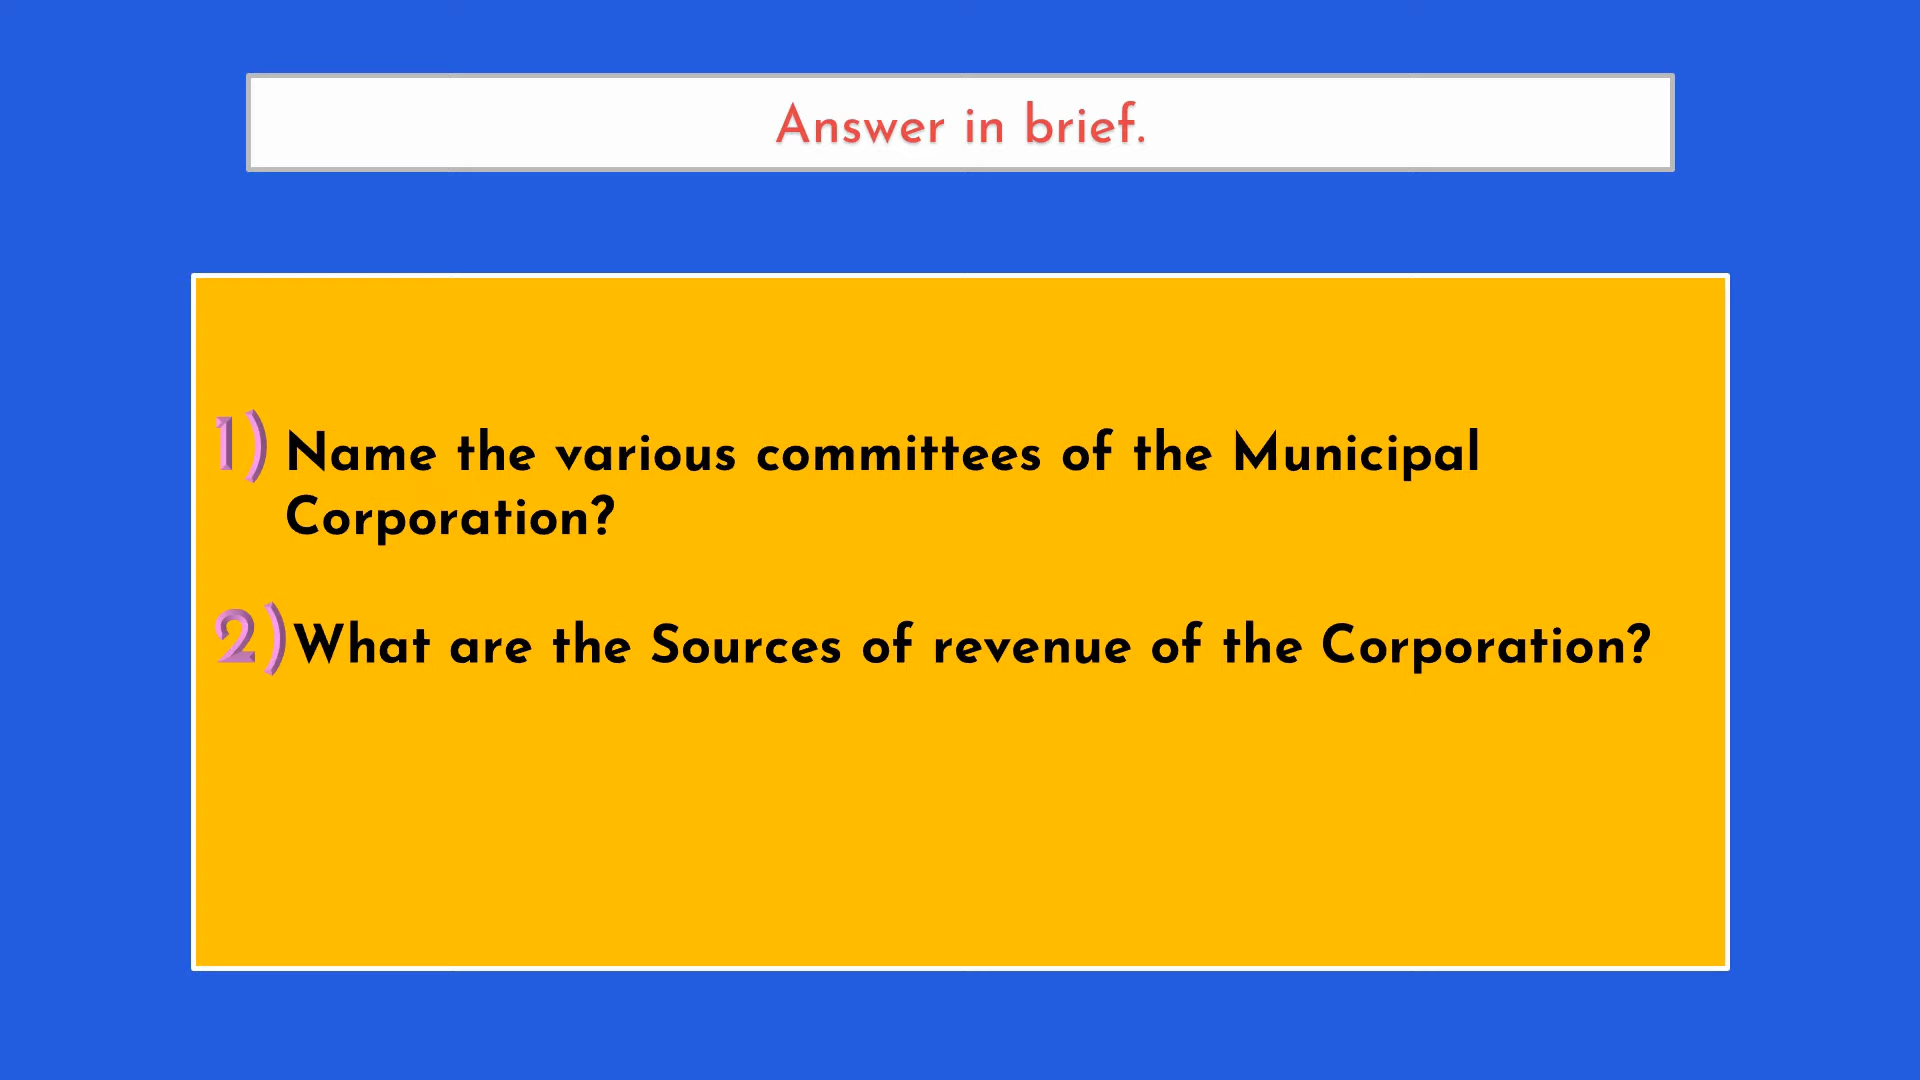 Answer in brief.
1) Name the various committees of the Municipal
Corporation?
2)What are the Sources of revenue of the Corporation?